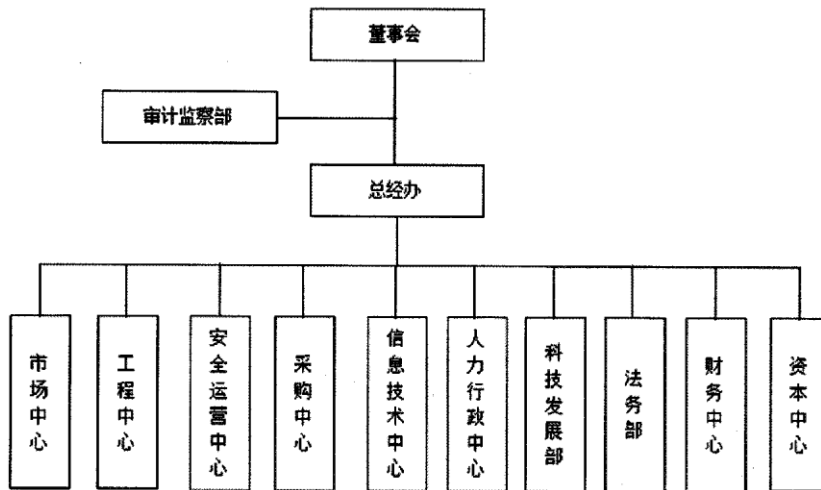 董事会
审计监察部
总经办
市场中心
工程中心
安全运营中心
采购中心
信息技术中心
人力行政中心
科技发展部
法务部
财务中心
资本中心